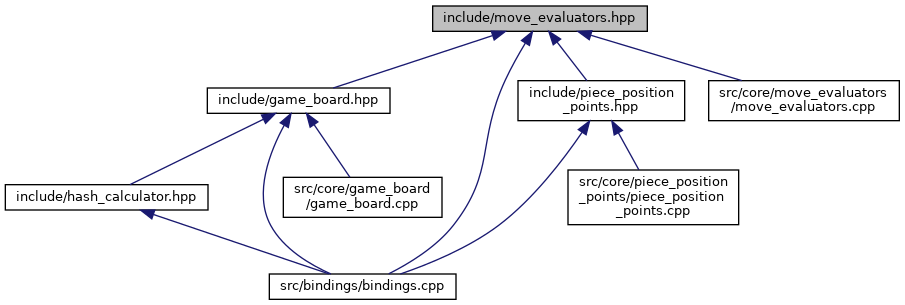 include/move_evaluators.hpp
include/game_board.hpp
include/piece_position
_points.hpp
src/core/move_evaluators
/move_evaluators.cpp
include/hash_calculator.hpp
src/core/game_board
/game_board.cpp
src/core/piece_position
_points/piece_position
_points.cpp
src/bindings/bindings.cpp